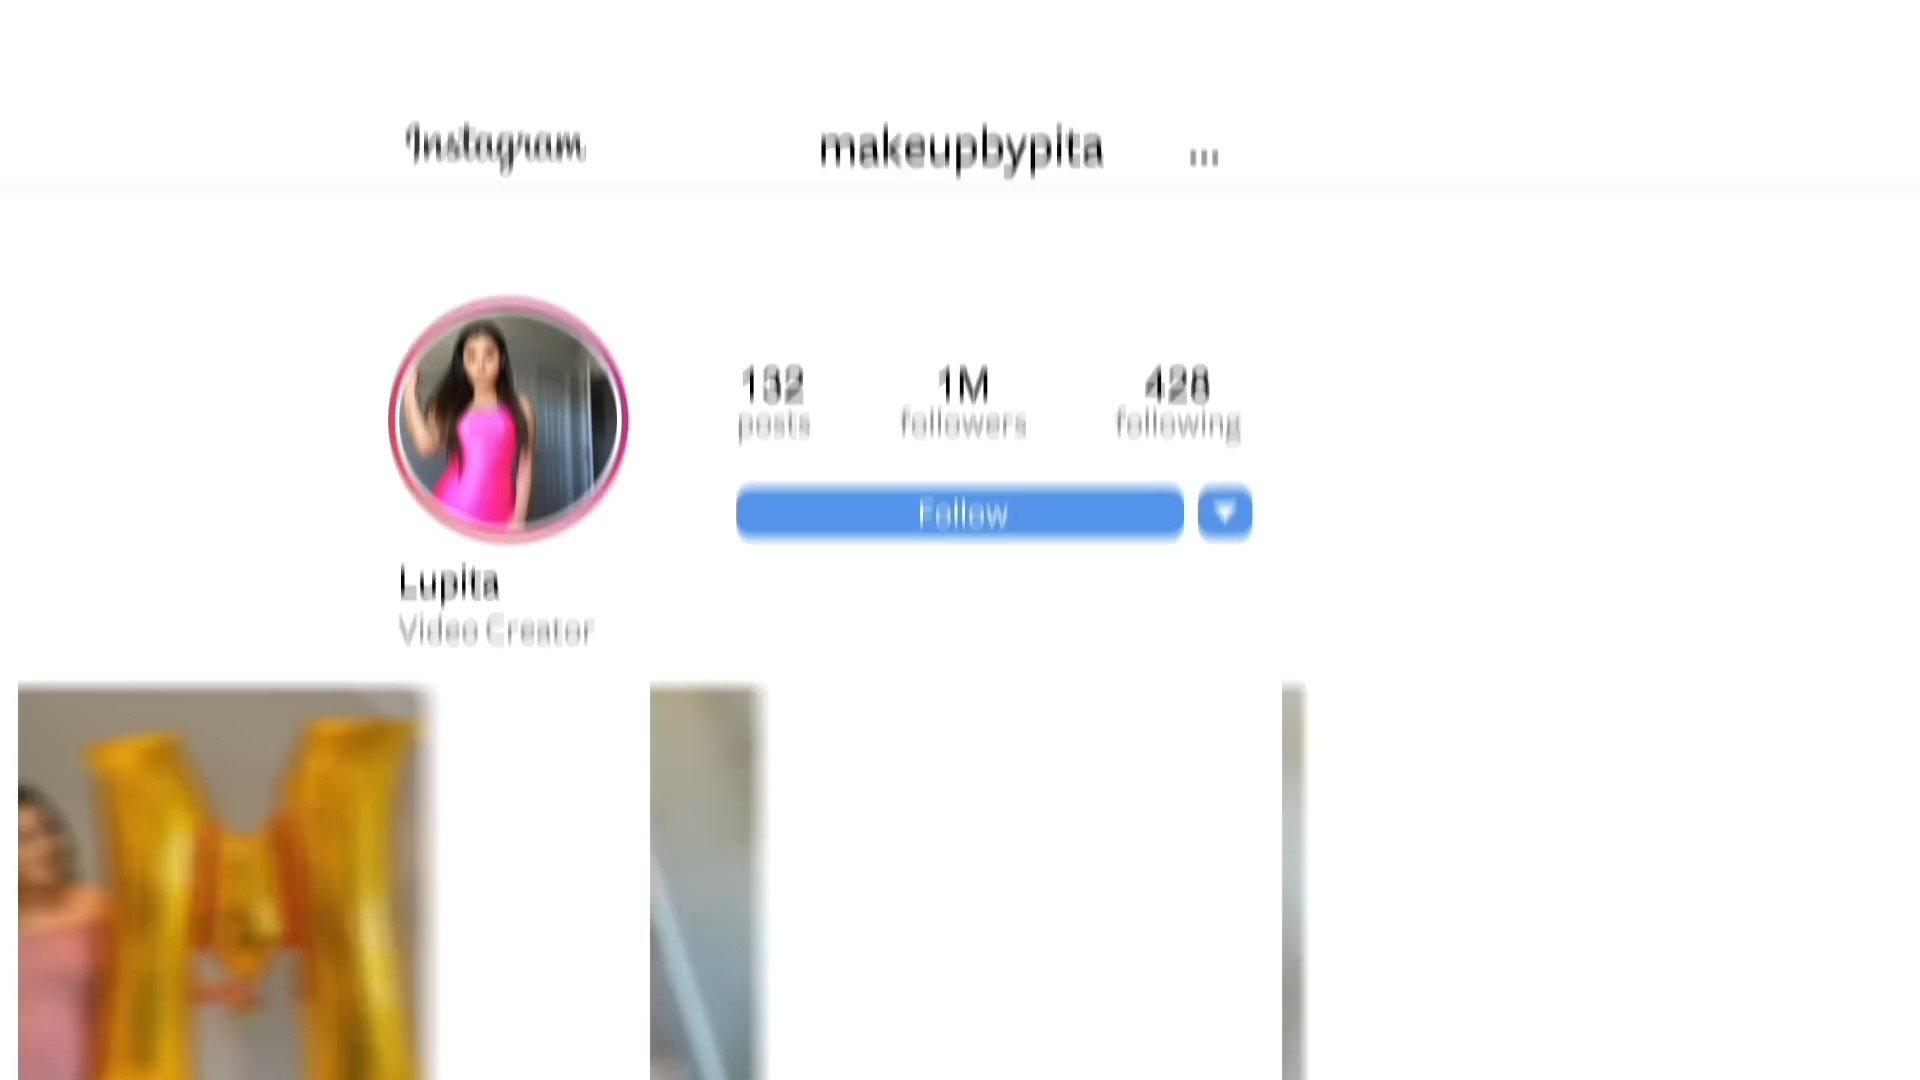 Instagram
makeupbypita
132 1M 428
posts followers following
Follow
Lupita
Video Creator